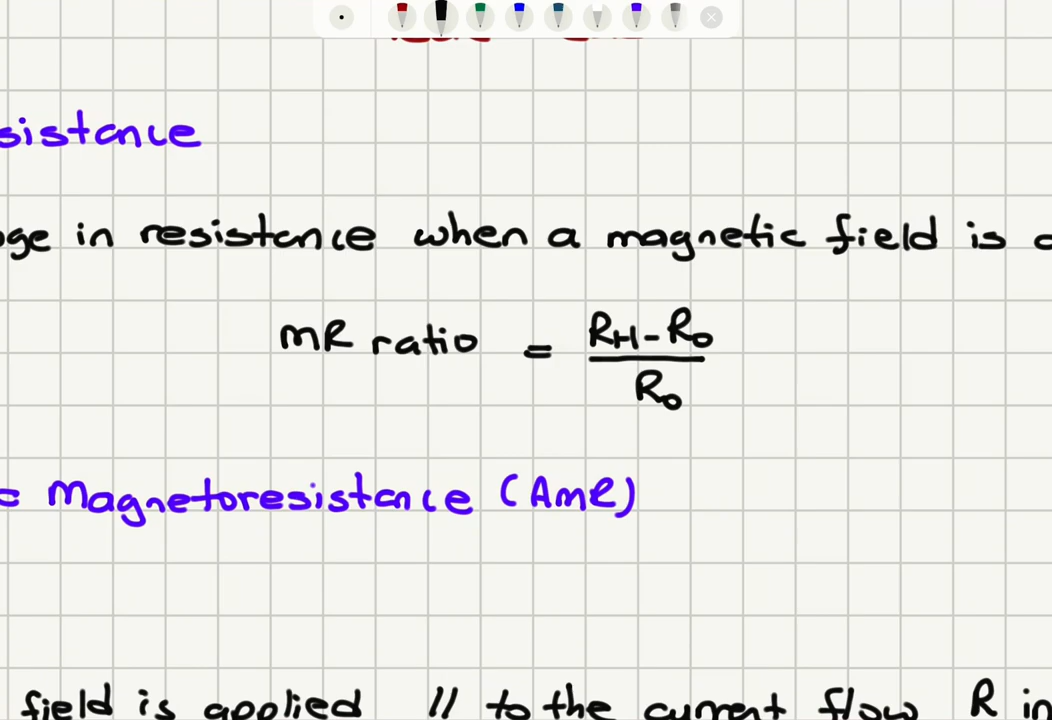 sistance
nge in resistance when a magnetic field is a
MR ratio = RH - R0 / R0
c Magnetoresistance (AMR)
field is applied // to the current flow R in